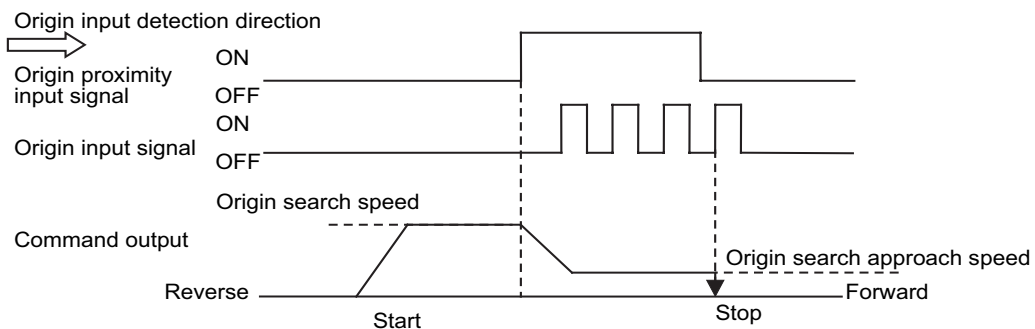 Origin input detection direction
ON
Origin proximity
input signal
OFF
ON
Origin input signal
OFF
Origin search speed
Command output
Origin search approach speed
Reverse
Forward
Start
Stop